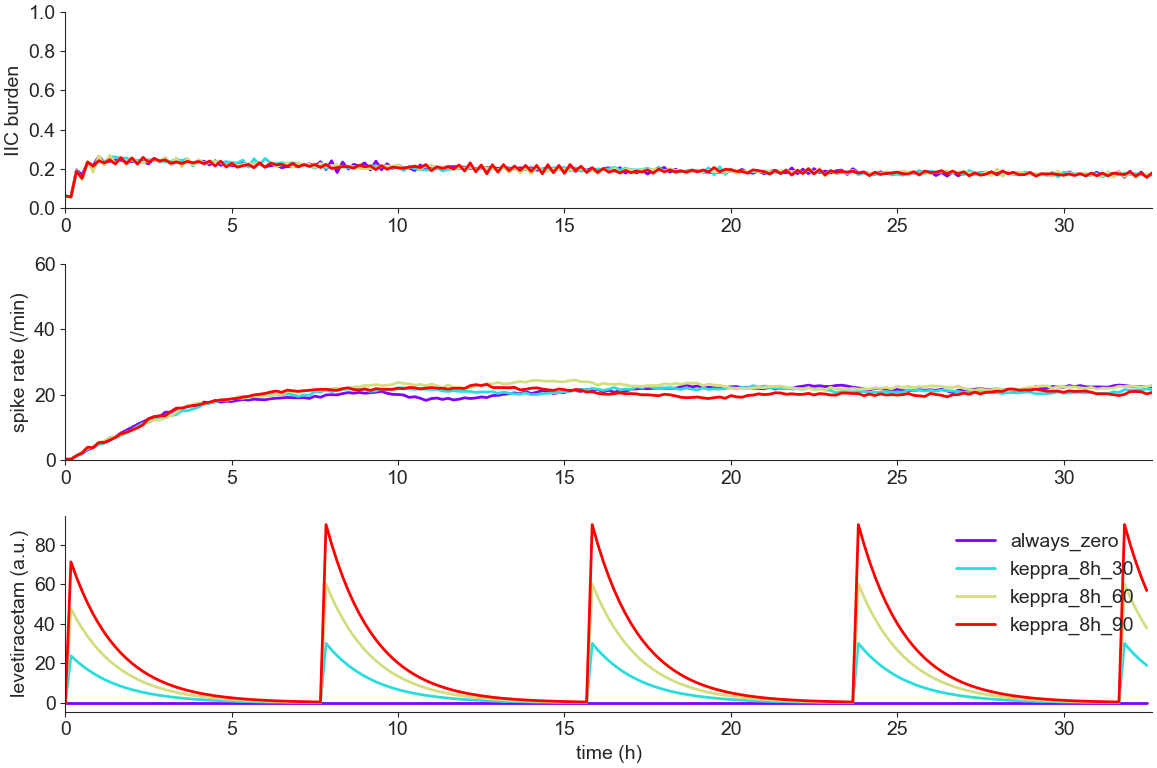 IIC burden
1.0
0.8
0.6
0.4
0.2
0.0
0 5 10 15 20 25 30
spike rate (/min)
60
40
20
0
0 5 10 15 20 25 30
levetiracetam (a.u.)
80
60
40
20
0
always_zero
keppra_8h_30
keppra_8h_60
keppra_8h_90
0 5 10 15 20 25 30
time (h)